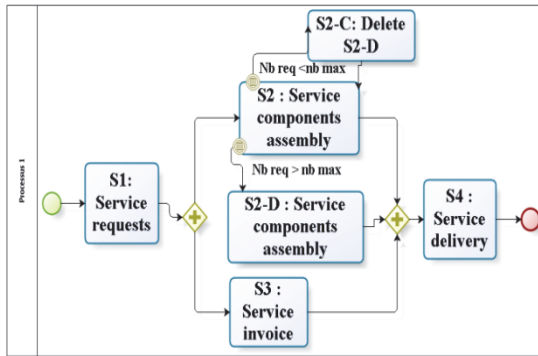 Processus 1
S2-C: Delete
S2-D
Nb req <nb max
S2 : Service
components
assembly
Nb req > nb max
S1:
Service
requests
S2-D : Service
components
assembly
S4 :
Service
delivery
S3 :
Service
invoice